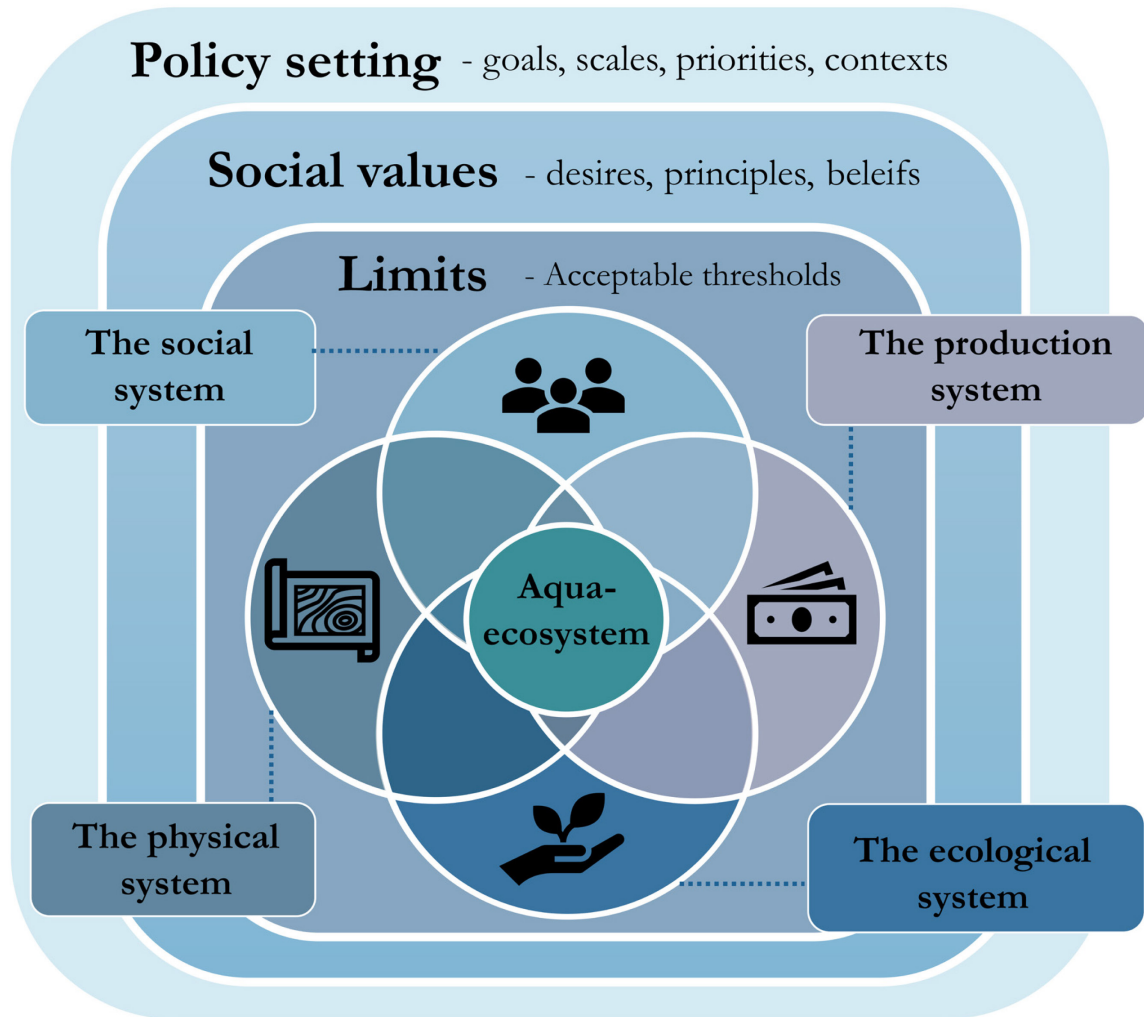 Policy setting - goals, scales, priorities, contexts
Social values - desires, principles, beleifs
Limits - Acceptable thresholds
The social
system
The production
system
Aqua-
ecosystem
The physical
system
The ecological
system